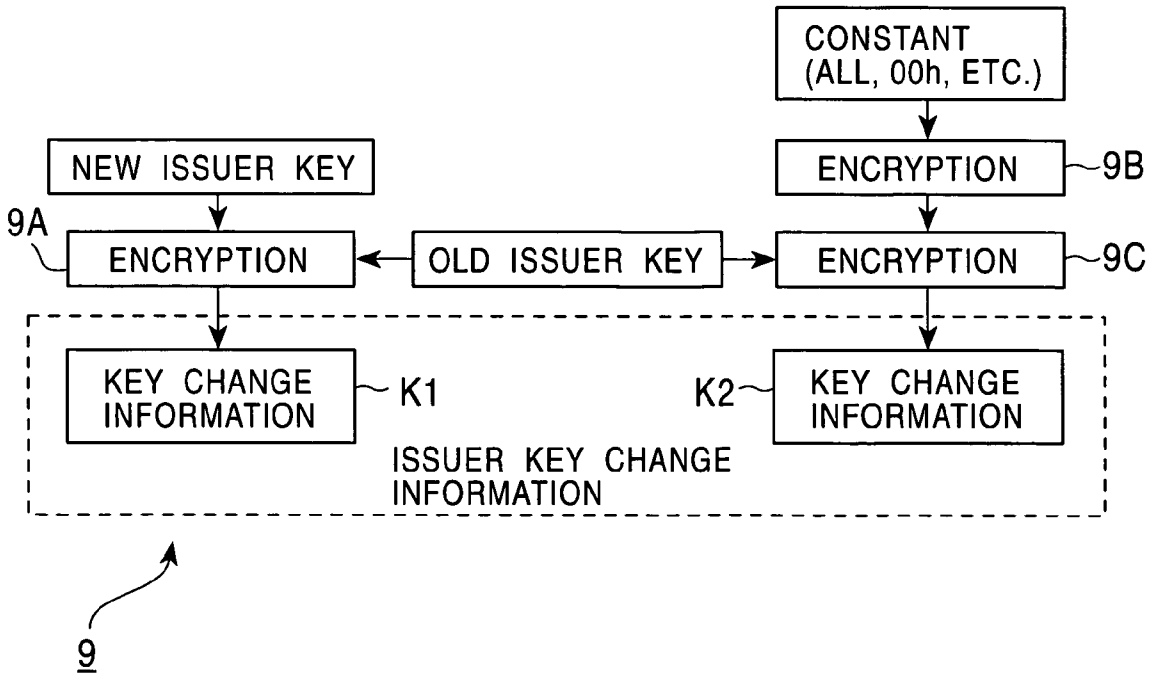 CONSTANT
(ALL, 00h, ETC.)
NEW ISSUER KEY
ENCRYPTION
9B
9A
ENCRYPTION
OLD ISSUER KEY
ENCRYPTION
9C
KEY CHANGE
INFORMATION
K1
K2
KEY CHANGE
INFORMATION
ISSUER KEY CHANGE
INFORMATION
9